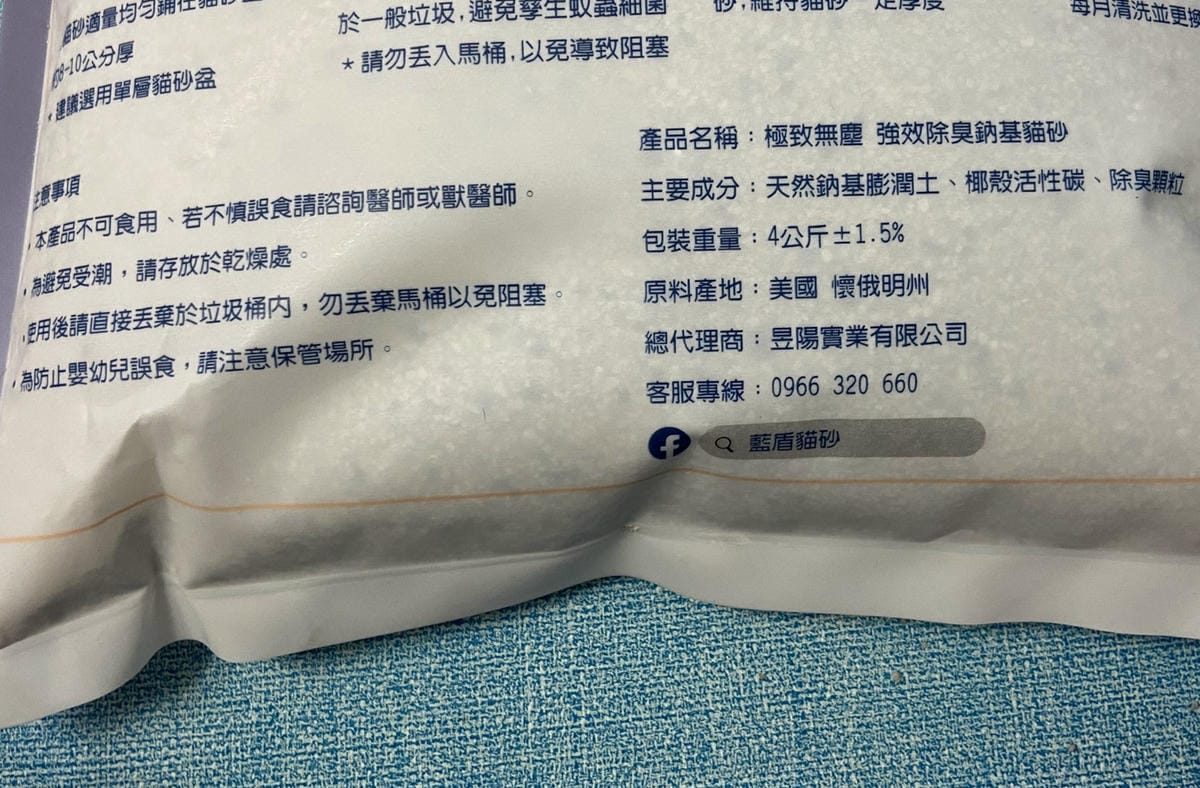 貓砂適量均勻鋪在貓砂
約8-10公分厚
*建議選用單層貓砂盆
於一般垃圾,避免孳生蚊蟲細菌
*請勿丟入馬桶,以免導致阻塞
砂,維持貓砂一定厚度
每月清洗並更換
注意事項
·本產品不可食用、若不慎誤食請諮詢醫師或獸醫師。
·為避免受潮,請存放於乾燥處。
·使用後請直接丟棄於垃圾桶內,勿丟棄馬桶以免阻塞。
·為防止嬰幼兒誤食,請注意保管場所。
產品名稱:極致無塵 強效除臭鈉基貓砂
主要成分:天然鈉基膨潤土、椰殼活性碳、除臭顆粒
包裝重量:4公斤±1.5%
原料產地:美國 懷俄明州
總代理商:昱陽實業有限公司
客服專線:0966 320 660
藍盾貓砂